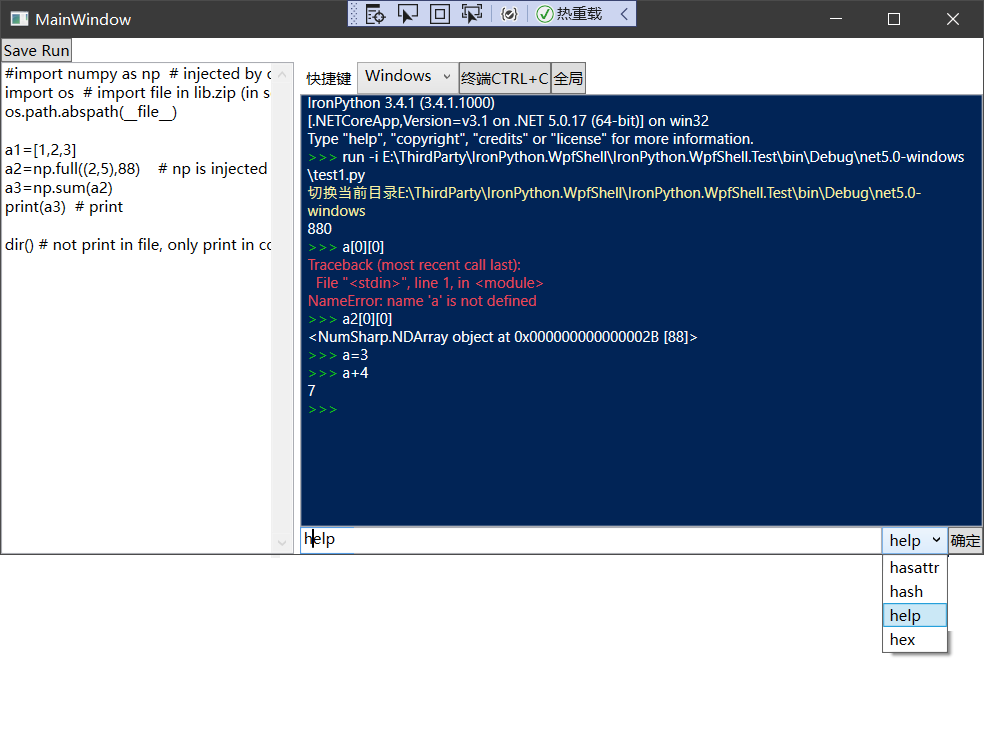 MainWindow
热重载
Save Run
#import numpy as np  # injected by c
import os  # import file in lib.zip (in s
os.path.abspath(__file__)
a1=[1,2,3]
a2=np.full((2,5),88)    # np is injected
a3=np.sum(a2)
print(a3)  # print
dir() # not print in file, only print in co
快捷键 Windows 终端CTRL+C 全局
IronPython 3.4.1 (3.4.1.1000)
[.NETCoreApp,Version=v3.1 on .NET 5.0.17 (64-bit)] on win32
Type "help", "copyright", "credits" or "license" for more information.
>>> run -i E:\ThirdParty\IronPython.WpfShell\IronPython.WpfShell.Test\bin\Debug\net5.0-windows
\test1.py
切换当前目录E:\ThirdParty\IronPython.WpfShell\IronPython.WpfShell.Test\bin\Debug\net5.0-
windows
880
>>> a[0][0]
Traceback (most recent call last):
  File "<stdin>", line 1, in <module>
NameError: name 'a' is not defined
>>> a2[0][0]
<NumSharp.NDArray object at 0x000000000000002B [88]>
>>> a=3
>>> a+4
7
>>>
help
help 确定
hasattr
hash
help
hex